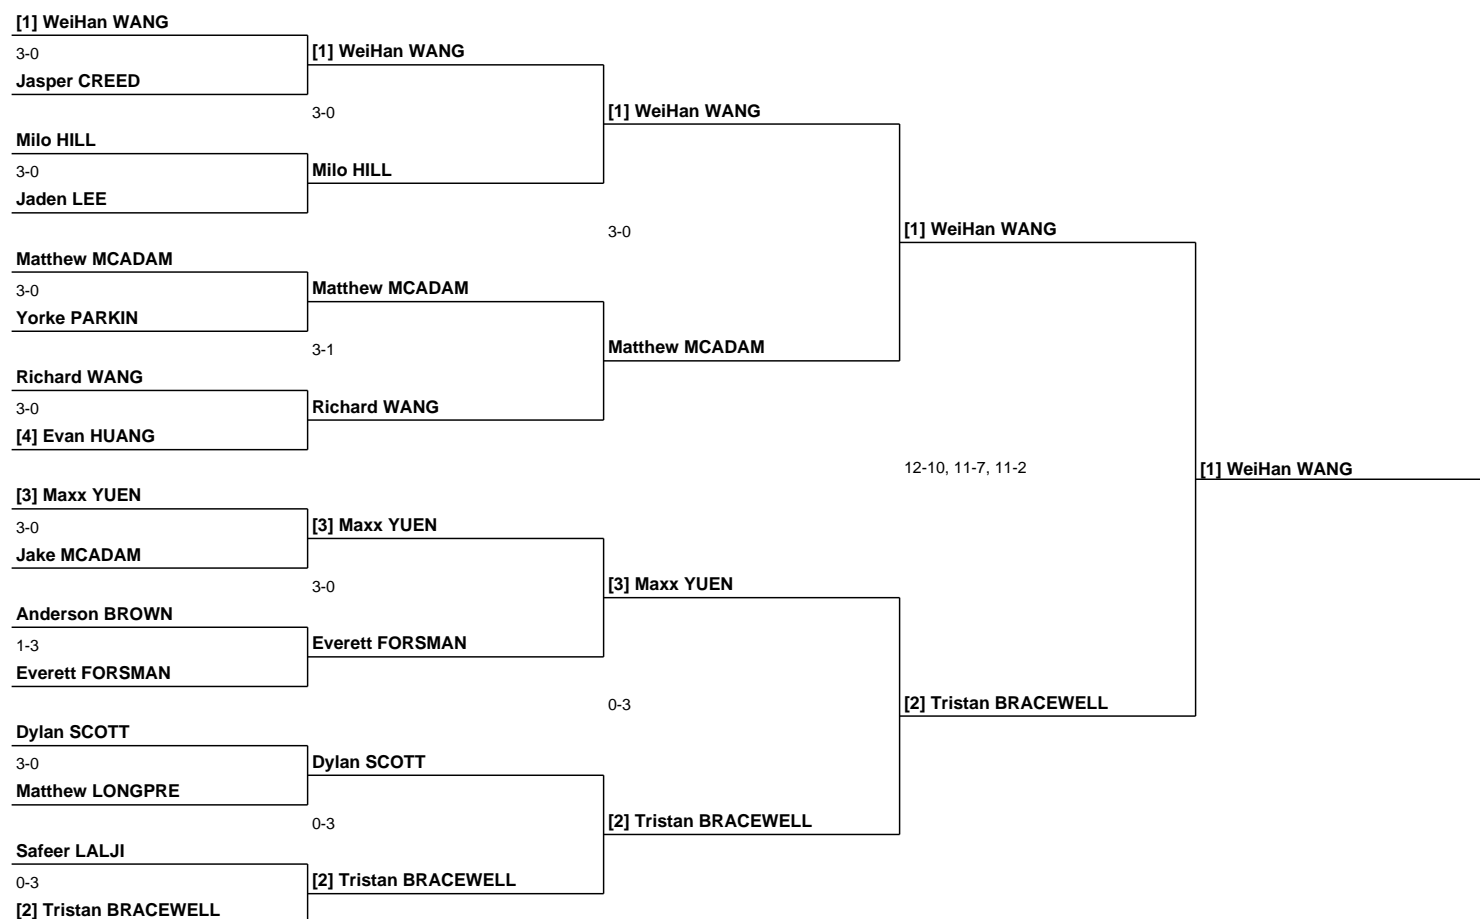 [1] WeiHan WANG
3-0
Jasper CREED
Milo HILL
3-0
Jaden LEE
Matthew MCADAM
3-0
Yorke PARKIN
Richard WANG
3-0
[4] Evan HUANG
[3] Maxx YUEN
3-0
Jake MCADAM
Anderson BROWN
1-3
Everett FORSMAN
Dylan SCOTT
3-0
Matthew LONGPRE
Safeer LALJI
0-3
[2] Tristan BRACEWELL
[1] WeiHan WANG
3-0
Milo HILL
Matthew MCADAM
3-1
Richard WANG
[3] Maxx YUEN
3-0
Everett FORSMAN
Dylan SCOTT
0-3
[2] Tristan BRACEWELL
[1] WeiHan WANG
3-0
Matthew MCADAM
[3] Maxx YUEN
0-3
[2] Tristan BRACEWELL
[1] WeiHan WANG
12-10, 11-7, 11-2
[2] Tristan BRACEWELL
[1] WeiHan WANG